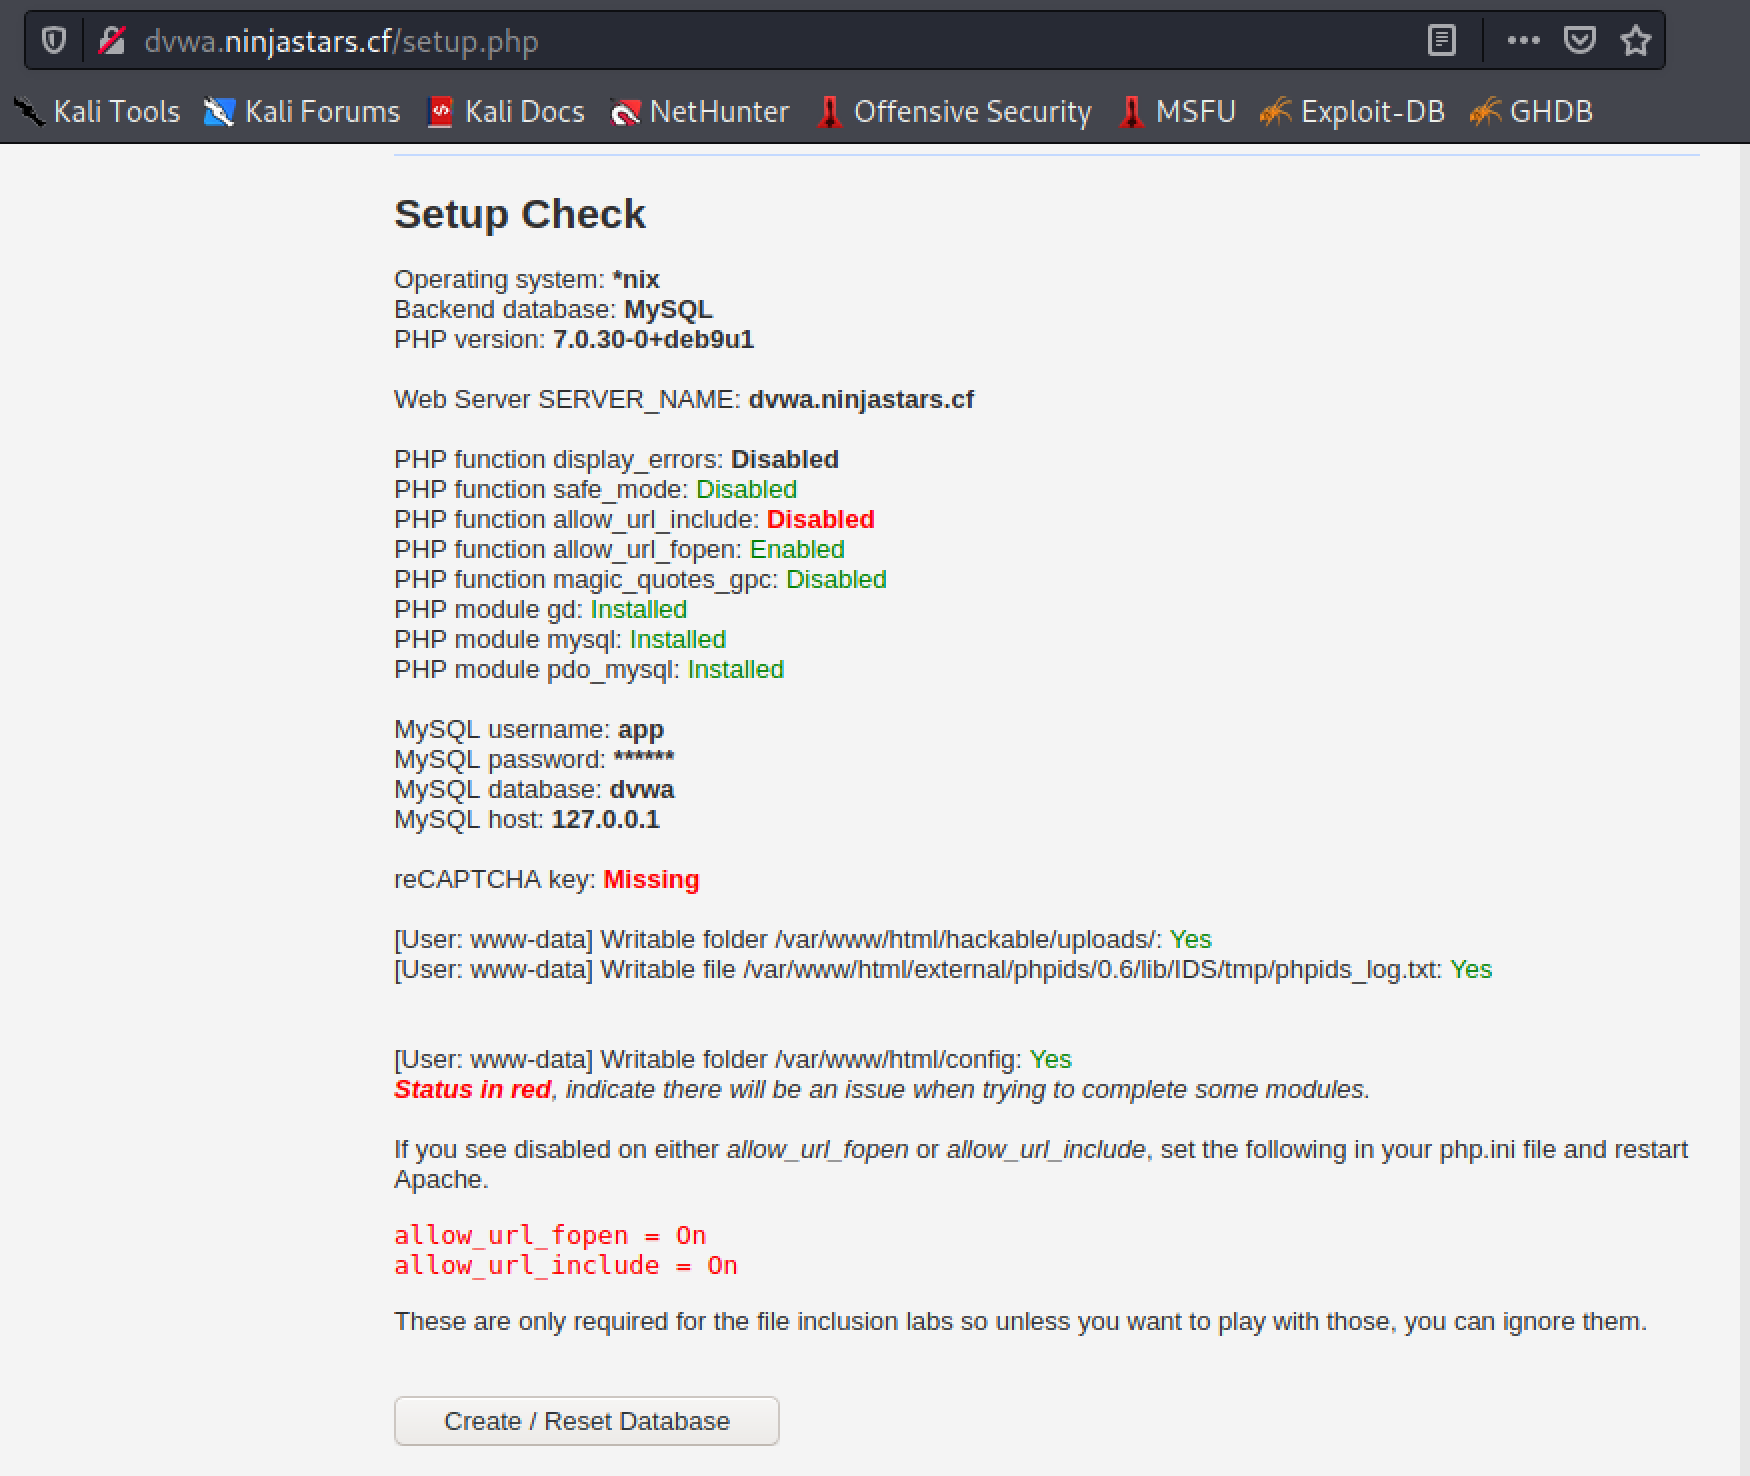 dvwa.ninjastars.cf/setup.php
Kali Tools Kali Forums Kali Docs NetHunter Offensive Security MSFU Exploit-DB GHDB
Setup Check
Operating system: *nix
Backend database: MySQL
PHP version: 7.0.30-0+deb9u1
Web Server SERVER_NAME: dvwa.ninjastars.cf
PHP function display_errors: Disabled
PHP function safe_mode: Disabled
PHP function allow_url_include: Disabled
PHP function allow_url_fopen: Enabled
PHP function magic_quotes_gpc: Disabled
PHP module gd: Installed
PHP module mysql: Installed
PHP module pdo_mysql: Installed
MySQL username: app
MySQL password: ******
MySQL database: dvwa
MySQL host: 127.0.0.1
reCAPTCHA key: Missing
[User: www-data] Writable folder /var/www/html/hackable/uploads/: Yes
[User: www-data] Writable file /var/www/html/external/phpids/0.6/lib/IDS/tmp/phpids_log.txt: Yes
[User: www-data] Writable folder /var/www/html/config: Yes
Status in red, indicate there will be an issue when trying to complete some modules.
If you see disabled on either allow_url_fopen or allow_url_include, set the following in your php.ini file and restart
Apache.
allow_url_fopen = On
allow_url_include = On
These are only required for the file inclusion labs so unless you want to play with those, you can ignore them.
Create / Reset Database